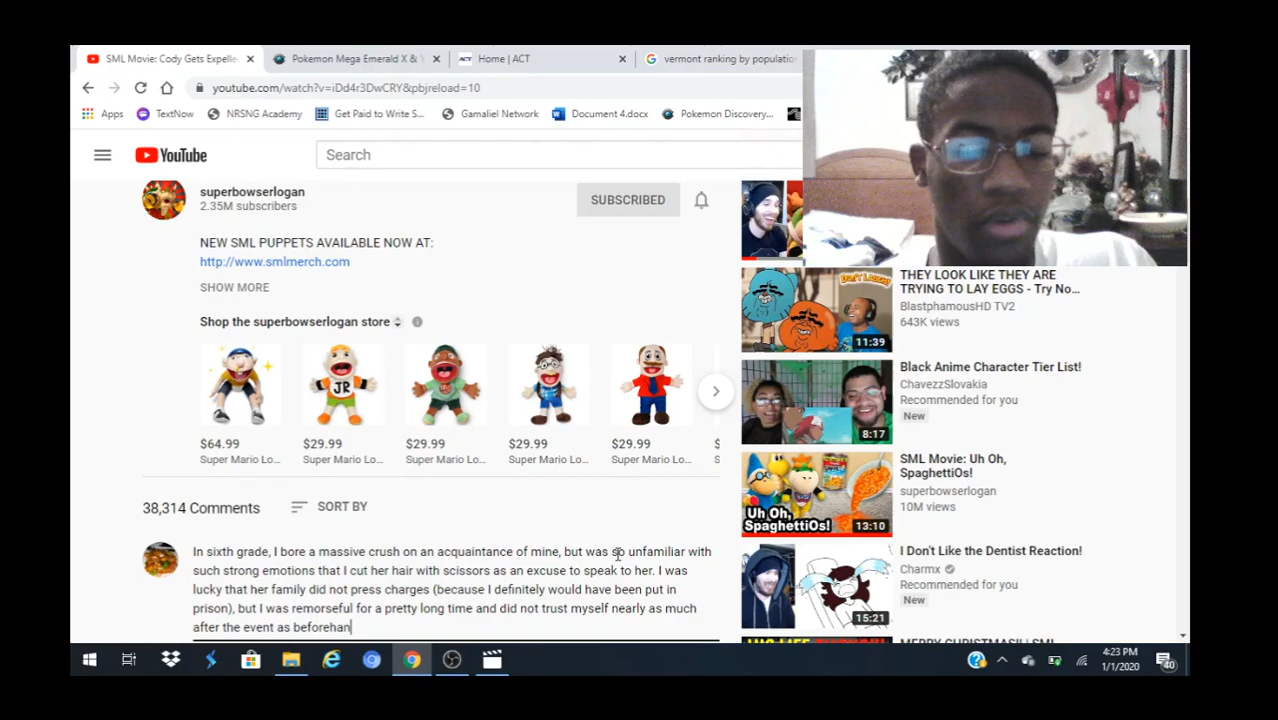 SML Movie: Cody Gets Expelle
Pokemon Mega Emerald X & Y
ACT Home | ACT
vermont ranking by populatio
youtube.com/watch?v=iDd4r3DwCRY&pbjreload=10
Apps TextNow NRSNG Academy Get Paid to Write S... Gamaliel Network Document 4.docx Pokemon Discovery...
YouTube
Search
superbowserlogan
2.35M subscribers
SUBSCRIBED
NEW SML PUPPETS AVAILABLE NOW AT:
http://www.smlmerch.com
SHOW MORE
Shop the superbowserlogan store
JR
$64.99 $29.99 $29.99 $29.99 $29.99 $
Super Mario Lo... Super Mario Lo... Super Mario Lo... Super Mario Lo... Super Mario Lo... S
38,314 Comments
SORT BY
In sixth grade, I bore a massive crush on an acquaintance of mine, but was so unfamiliar with
such strong emotions that I cut her hair with scissors as an excuse to speak to her. I was
lucky that her family did not press charges (because I definitely would have been put in
prison), but I was remorseful for a pretty long time and did not trust myself nearly as much
after the event as beforehan
THEY LOOK LIKE THEY ARE
TRYING TO LAY EGGS - Try No...
BlastphamousHD TV2
643K views
Don't Laugh!
11:39
Black Anime Character Tier List!
ChavezzSlovakia
Recommended for you
New
8:17
SML Movie: Uh Oh,
SpaghettiOs!
superbowserlogan
10M views
Uh Oh,
SpaghettiOs!
13:10
I Don't Like the Dentist Reaction!
Charmx
Recommended for you
New
15:21
4:23 PM
1/1/2020
40